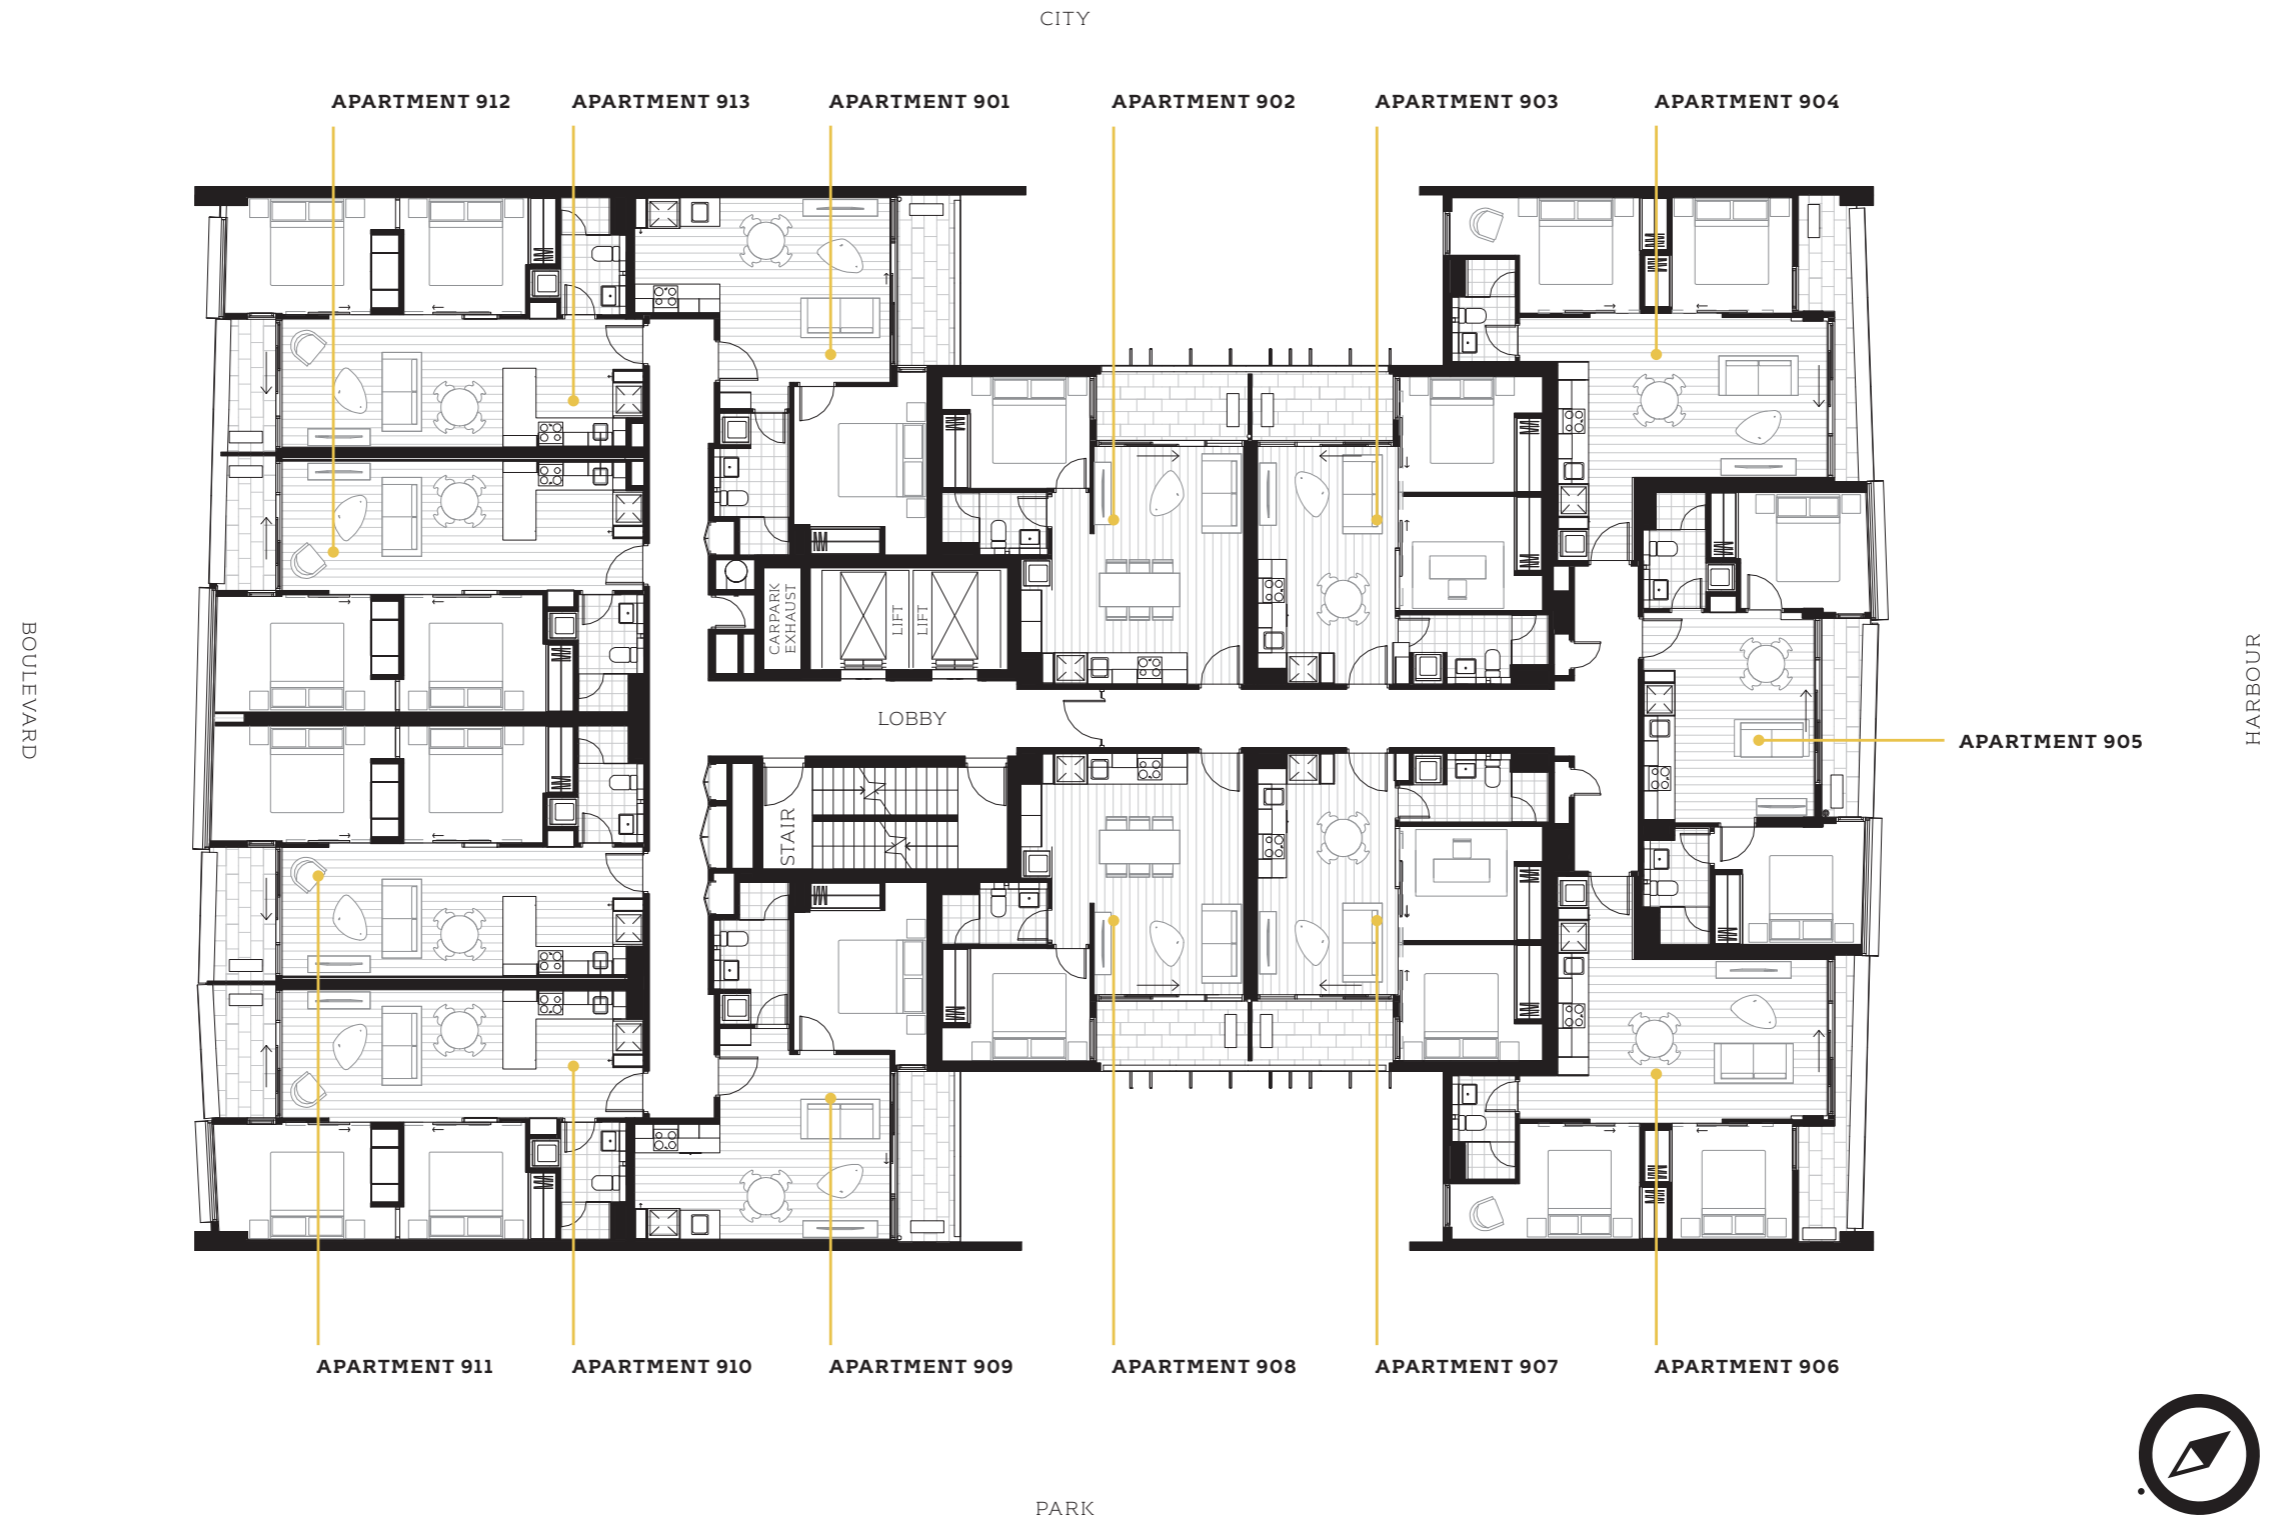 CITY
APARTMENT 912
APARTMENT 913
APARTMENT 901
APARTMENT 902
APARTMENT 903
APARTMENT 904
CARPARK
EXHAUST
LIFT
LIFT
BOULEVARD
HARBOUR
LOBBY
APARTMENT 905
STAIR
APARTMENT 911
APARTMENT 910
APARTMENT 909
APARTMENT 908
APARTMENT 907
APARTMENT 906
PARK